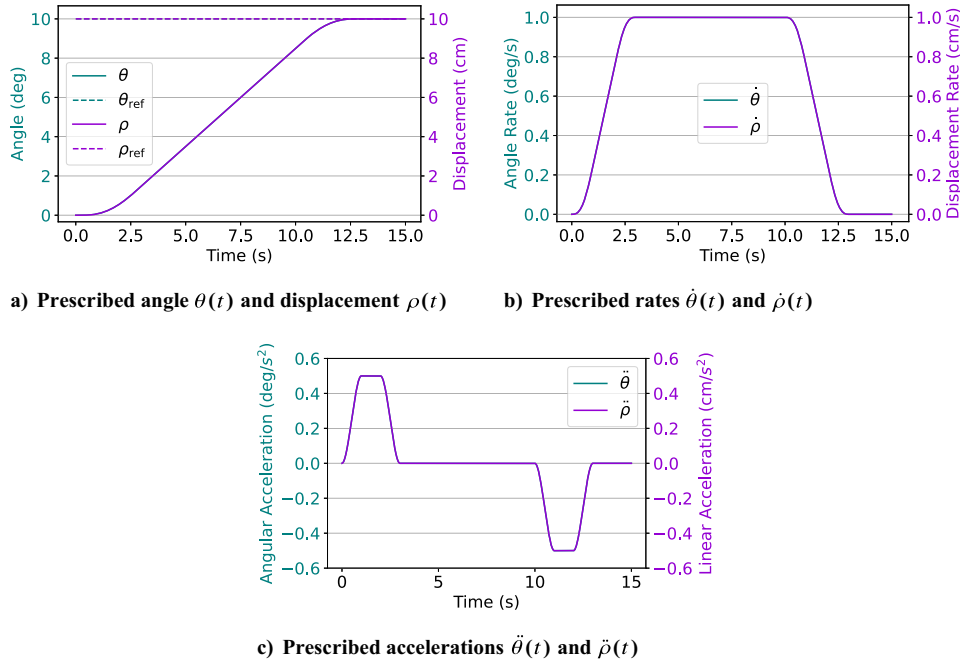 10
8
6
4
2
0
Angle (deg)
θ
θref
ρ
ρref
10
8
6
4
2
0
Displacement (cm)
0.0 2.5 5.0 7.5 10.0 12.5 15.0
Time (s)
a) Prescribed angle θ(t) and displacement ρ(t)
1.0
0.8
0.6
0.4
0.2
0.0
Angle Rate (deg/s)
θ̇
ρ̇
1.0
0.8
0.6
0.4
0.2
0.0
Displacement Rate (cm/s)
0.0 2.5 5.0 7.5 10.0 12.5 15.0
Time (s)
b) Prescribed rates θ̇(t) and ρ̇(t)
0.6
0.4
0.2
0.0
−0.2
−0.4
−0.6
Angular Acceleration (deg/s²)
θ̈
ρ̈
0.6
0.4
0.2
0.0
−0.2
−0.4
−0.6
Linear Acceleration (cm/s²)
0 5 10 15
Time (s)
c) Prescribed accelerations θ̈(t) and ρ̈(t)